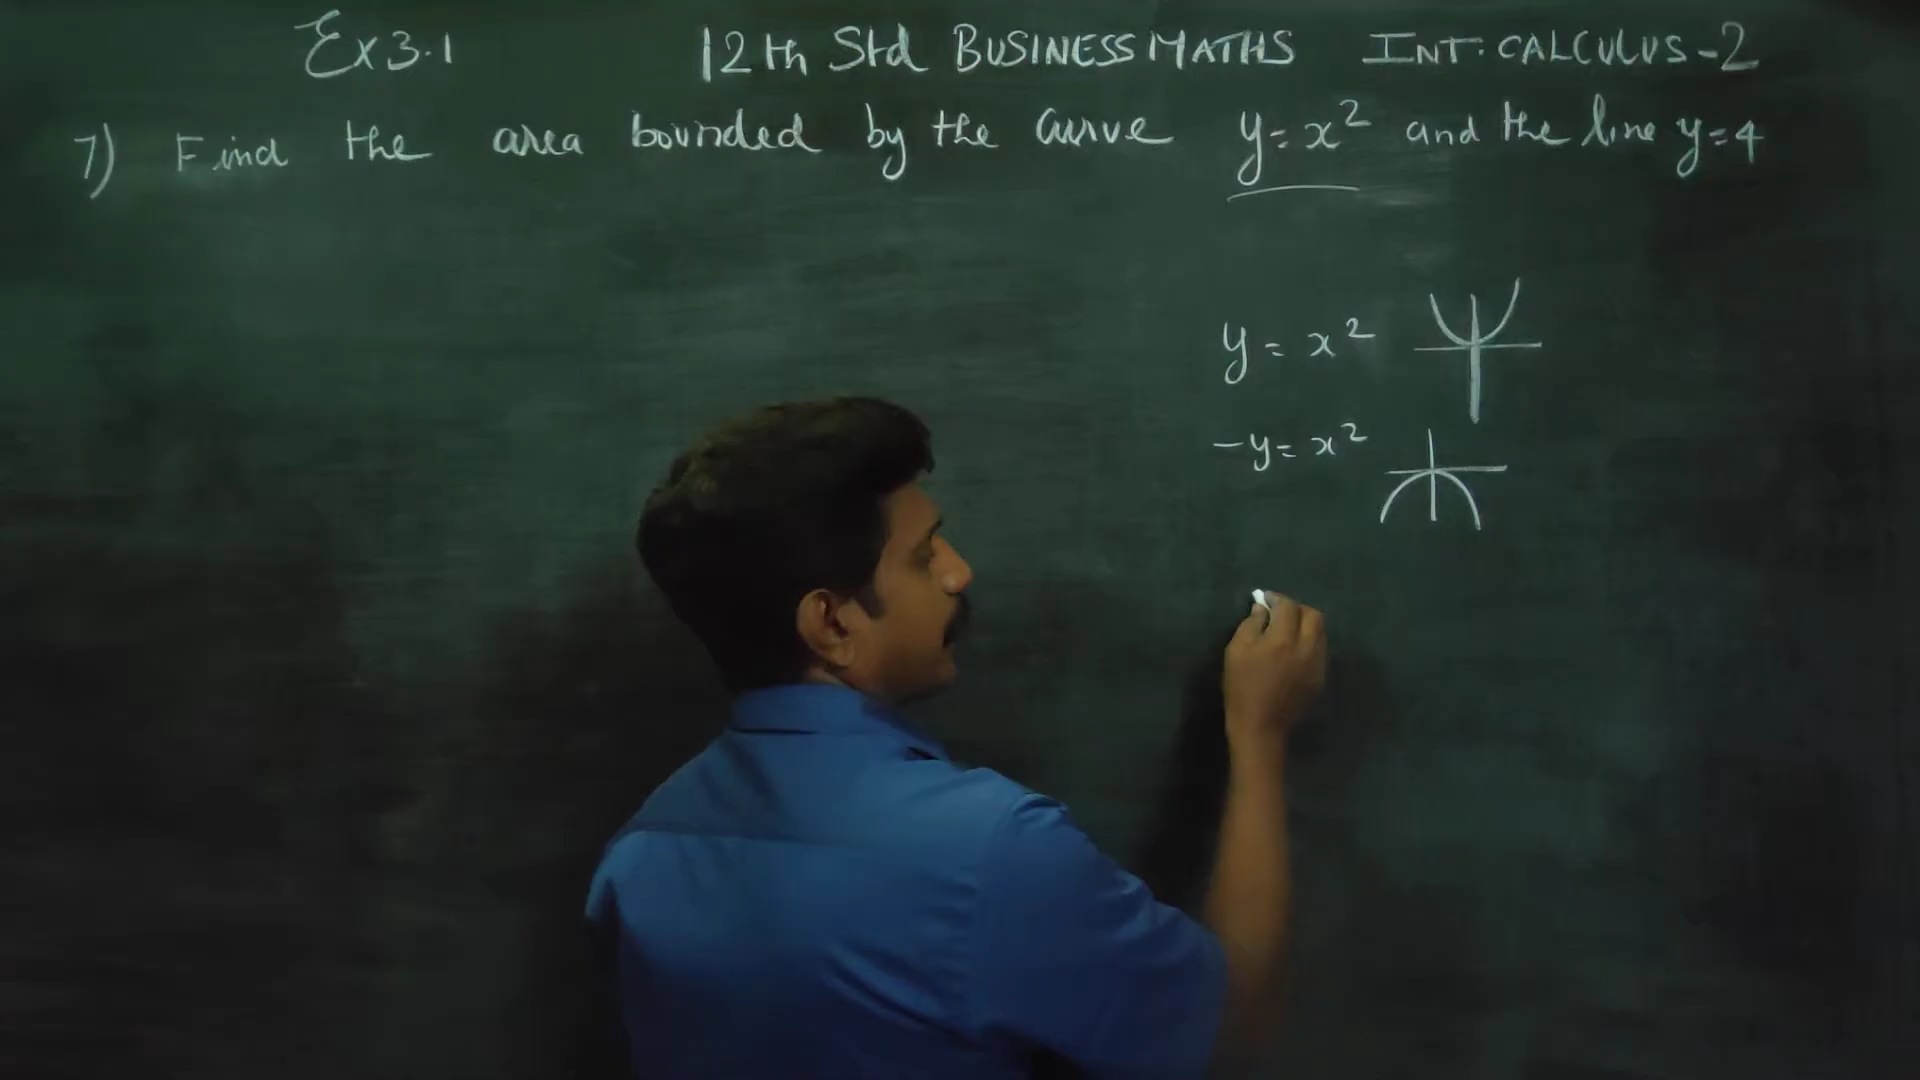 Ex 3.1 12th Std BUSINESS MATHS INT. CALCULUS-2
7) Find the area bounded by the curve y=x² and the line y=4
y = x²
-y = x²